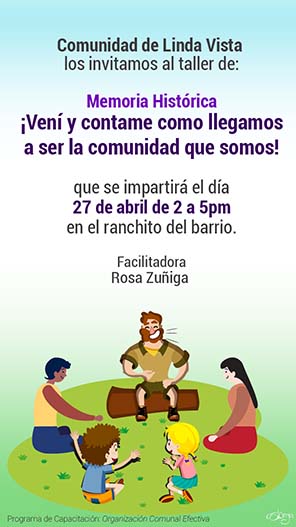 Comunidad de Linda Vista
los invitamos al taller de:
Memoria Histórica
¡Vení y contame como llegamos
a ser la comunidad que somos!
que se impartirá el día
27 de abril de 2 a 5pm
en el ranchito del barrio.
Facilitadora
Rosa Zuñiga
Programa de Capacitación: Organización Comunal Efectiva